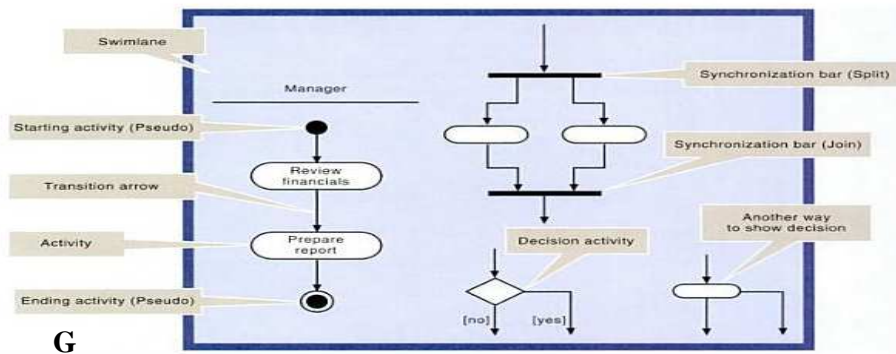 Swimlane
Manager
Starting activity (Pseudo)
Review
financials
Transition arrow
Activity
Prepare
report
Ending activity (Pseudo)
Synchronization bar (Split)
Synchronization bar (Join)
Decision activity
[no]
[yes]
Another way
to show decision
G